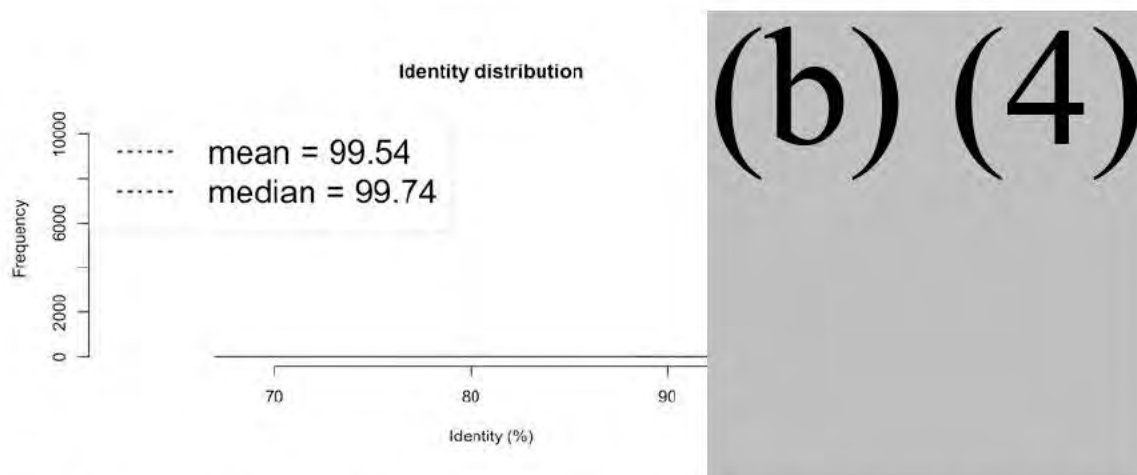 Identity distribution
(b) (4)
10000
6000
2000
0
Frequency
mean = 99.54
median = 99.74
70
80
90
Identity (%)